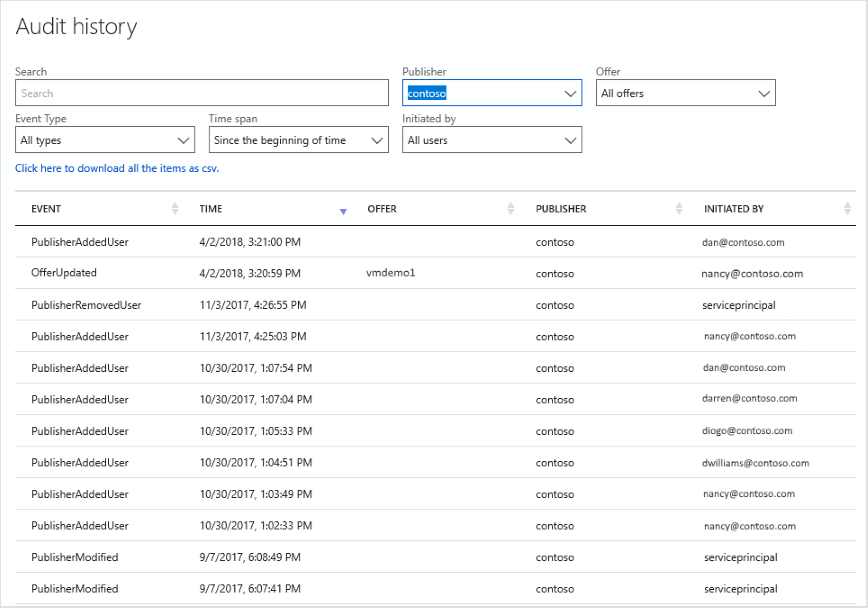 Audit history
Search Publisher Offer
Search contoso All offers
Event Type Time span Initiated by
All types Since the beginning of time All users
Click here to download all the items as csv.
EVENT TIME OFFER PUBLISHER INITIATED BY
PublisherAddedUser 4/2/2018, 3:21:00 PM contoso dan@contoso.com
OfferUpdated 4/2/2018, 3:20:59 PM vmdemo1 contoso nancy@contoso.com
PublisherRemovedUser 11/3/2017, 4:26:55 PM contoso serviceprincipal
PublisherAddedUser 11/3/2017, 4:25:03 PM contoso nancy@contoso.com
PublisherAddedUser 10/30/2017, 1:07:54 PM contoso dan@contoso.com
PublisherAddedUser 10/30/2017, 1:07:04 PM contoso darren@contoso.com
PublisherAddedUser 10/30/2017, 1:05:33 PM contoso diogo@contoso.com
PublisherAddedUser 10/30/2017, 1:04:51 PM contoso dwilliams@contoso.com
PublisherAddedUser 10/30/2017, 1:03:49 PM contoso nancy@contoso.com
PublisherAddedUser 10/30/2017, 1:02:33 PM contoso nancy@contoso.com
PublisherModified 9/7/2017, 6:08:49 PM contoso serviceprincipal
PublisherModified 9/7/2017, 6:07:41 PM contoso serviceprincipal